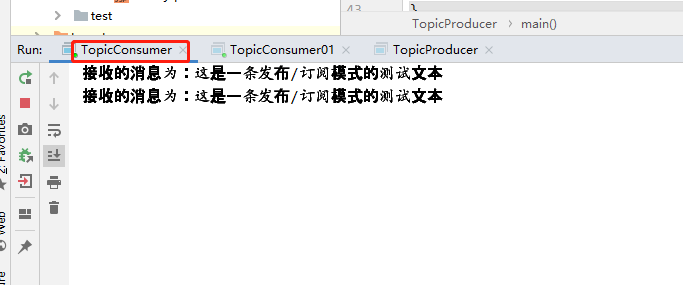 test
43
}
TopicProducer
main()
Run:
TopicConsumer
TopicConsumer01
TopicProducer
接收的消息为：这是一条发布/订阅模式的测试文本
接收的消息为：这是一条发布/订阅模式的测试文本
2: Favorites
Web